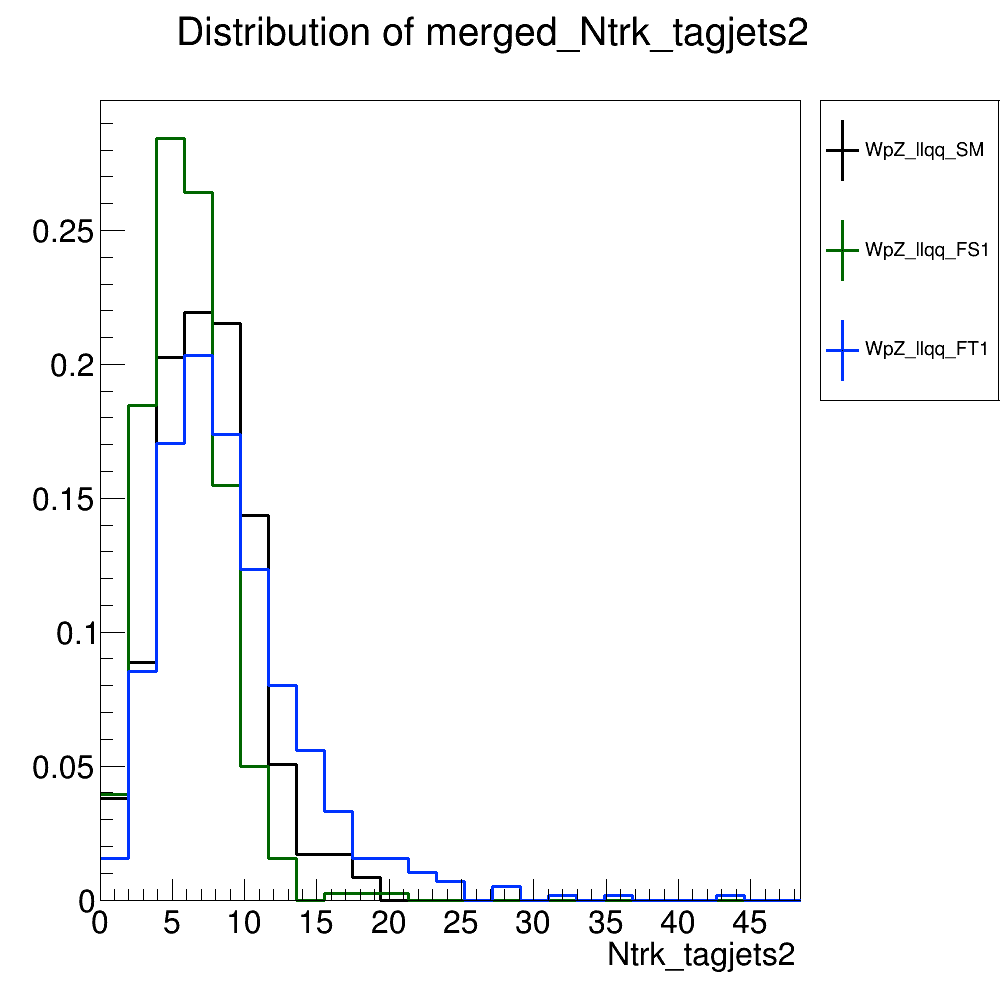 Distribution of merged_Ntrk_tagjets2
WpZ_llqq_SM
WpZ_llqq_FS1
WpZ_llqq_FT1
0.25
0.2
0.15
0.1
0.05
0
0 5 10 15 20 25 30 35 40 45
Ntrk_tagjets2